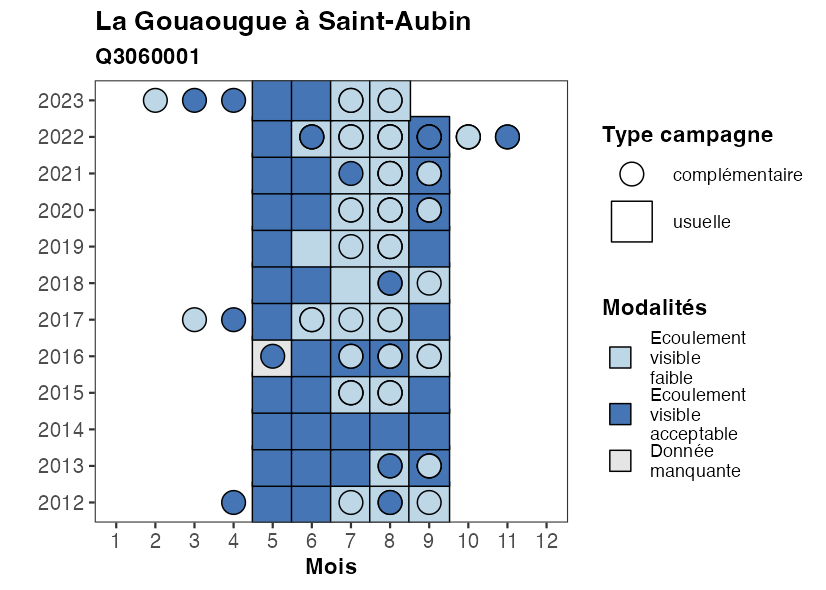 La Gouaougue à Saint-Aubin
Q3060001
2023
2022
2021
2020
2019
2018
2017
2016
2015
2014
2013
2012
1 2 3 4 5 6 7 8 9 10 11 12
Mois
Type campagne
complémentaire
usuelle
Modalités
Ecoulement
visible
faible
Ecoulement
visible
acceptable
Donnée
manquante